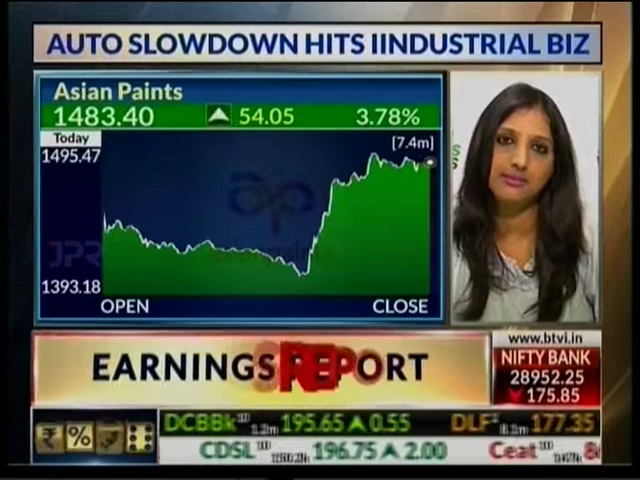 AUTO SLOWDOWN HITS IINDUSTRIAL BIZ
Asian Paints
1483.40 54.05 3.78%
Today [7.4m]
1495.47
1393.18
OPEN CLOSE
EARNINGS REPORT
www.btvi.in
NIFTY BANK
28952.25
175.85
₹ %
DCBBk 195.65 0.55 DLF 177.35
CDSL 196.75 2.00 Ceat